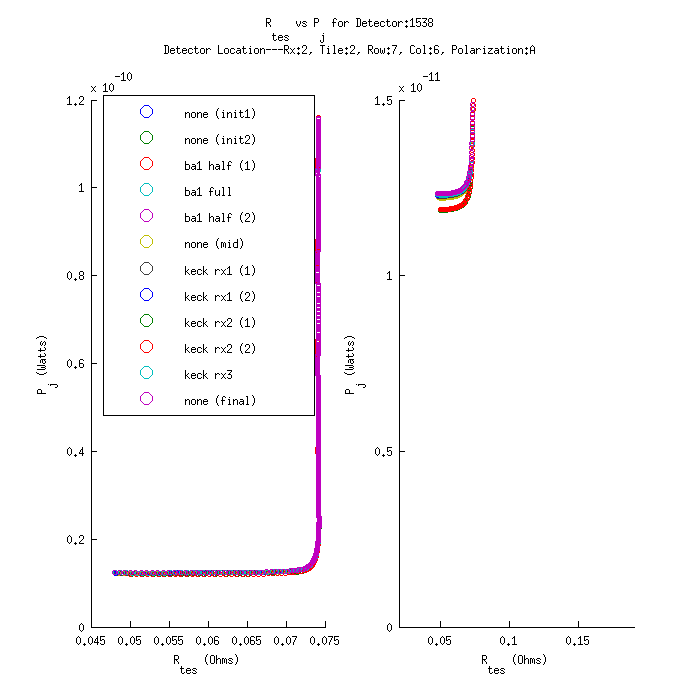 R_tes vs P_j for Detector:1538
Detector Location---Rx:2, Tile:2, Row:7, Col:6, Polarization:A
x 10^-10
1.2
1
0.8
0.6
0.4
0.2
0
0.045 0.05 0.055 0.06 0.065 0.07 0.075
P_j (Watts)
R_tes (Ohms)
none (init1)
none (init2)
ba1 half (1)
ba1 full
ba1 half (2)
none (mid)
keck rx1 (1)
keck rx1 (2)
keck rx2 (1)
keck rx2 (2)
keck rx3
none (final)
x 10^-11
1.5
1
0.5
0
0.05 0.1 0.15
P_j (Watts)
R_tes (Ohms)